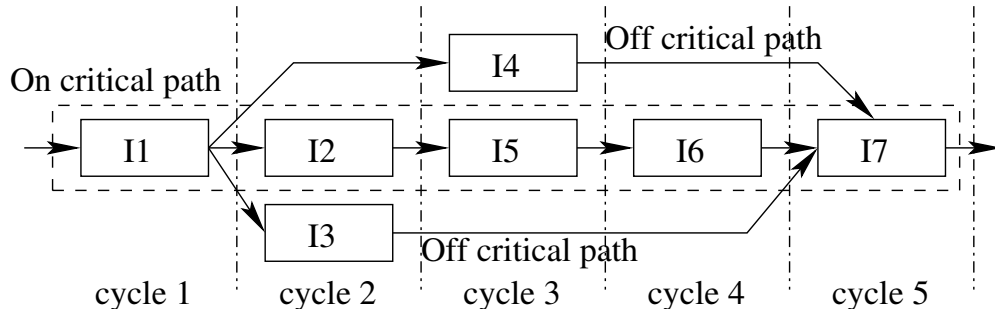 Off critical path
I4
On critical path
I1
I2
I5
I6
I7
I3
Off critical path
cycle 1
cycle 2
cycle 3
cycle 4
cycle 5